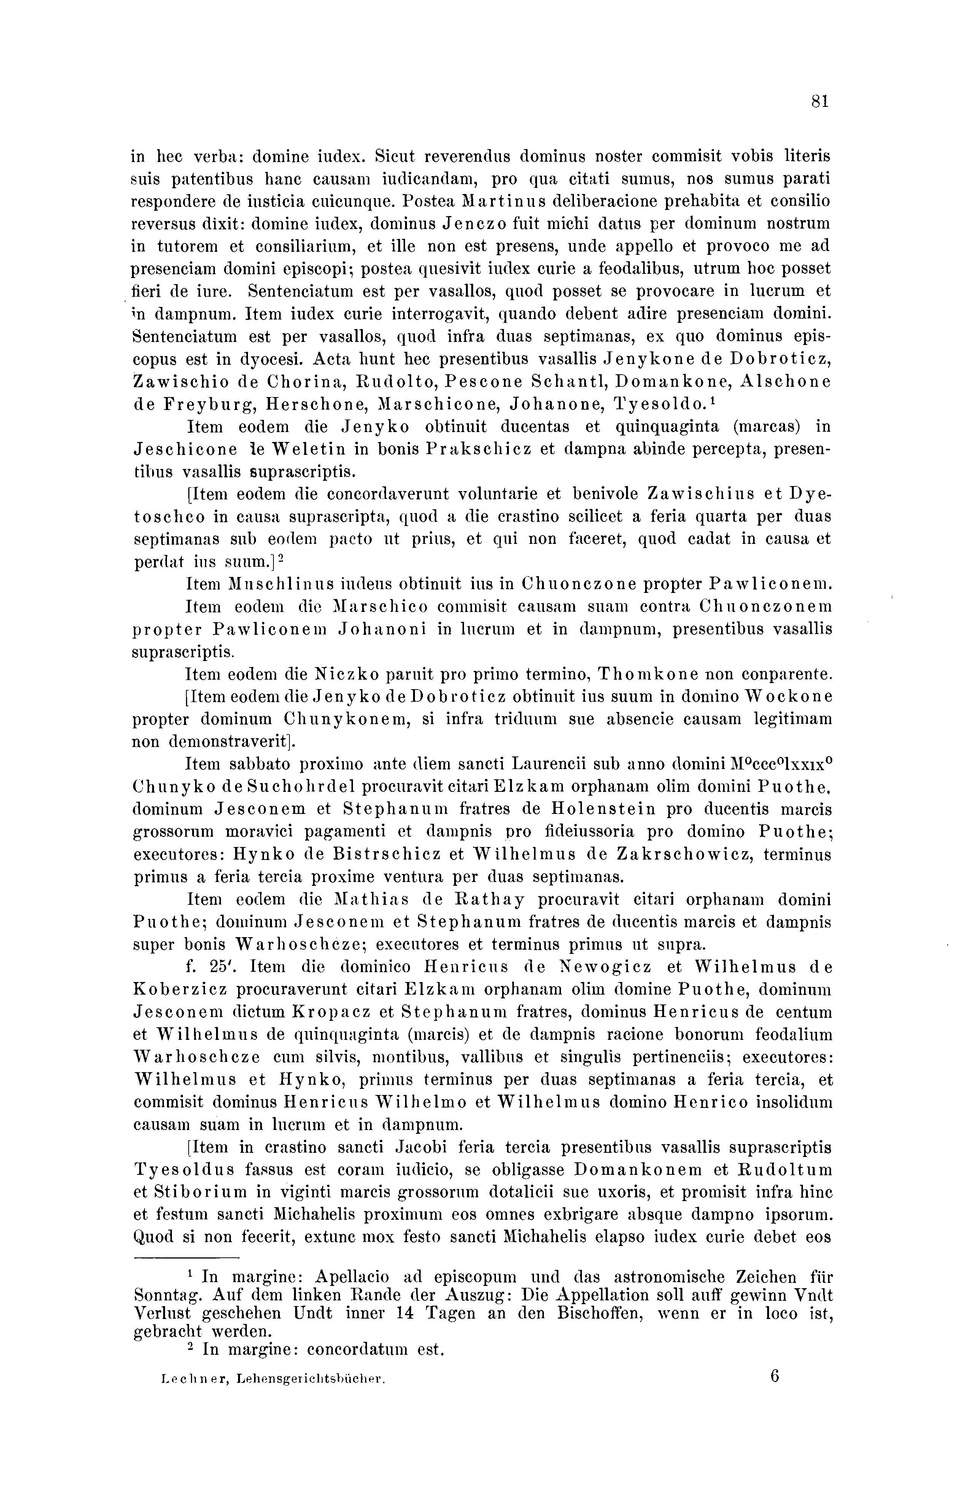 81
in hec verba: domine iudex. Sicut reverendus dominus noster commisit vobis literis
suis patentibus hanc causam iudicandam, pro qua citati sumus, nos sumus parati
respondere de iusticia cuicunque. Postea Martinus deliberacione prehabita et consilio
reversus dixit: domine iudex, dominus Jenczo fuit michi datus per dominum nostrum
in tutorem et consiliarium, et ille non est presens, unde appello et provoco me ad
presenciam domini episcopi; postea quesivit iudex curie a feodalibus, utrum hoc posset
fieri de iure. Sentenciatum est per vasallos, quod posset se provocare in lucrum et
in dampnum. Item iudex curie interrogavit, quando debent adire presenciam domini.
Sentenciatum est per vasallos, quod infra duas septimanas, ex quo dominus epis-
copus est in dyocesi. Acta hunt hec presentibus vasallis Jenykone de Dobroticz,
Zawischio de Chorina, Rudolto, Pescone Schantl, Domankone, Alschone
de Freyburg, Herschone, Marschicone, Johanone, Tyesoldo.¹
Item eodem die Jenyko obtinuit ducentas et quinquaginta (marcas) in
Jeschicone de Weletin in bonis Prakschicz et dampna abinde percepta, presen-
tibus vasallis suprascriptis.
[Item eodem die concordaverunt voluntarie et benivole Zawischius et Dye-
toschco in causa suprascripta, quod a die crastino scilicet a feria quarta per duas
septimanas sub eodem pacto ut prius, et qui non faceret, quod cadat in causa et
perdat ius suum.]²
Item Muschlinus iudeus obtinuit ius in Chuonczone propter Pawliconem.
Item eodem die Marschico commisit causam suam contra Chuonczonem
propter Pawliconem Johanoni in lucrum et in dampnum, presentibus vasallis
suprascriptis.
Item eodem die Niczko paruit pro primo termino, Thomkone non conparente.
[Item eodem die Jenyko de Dobroticz obtinuit ius suum in domino Wockone
propter dominum Chunykonem, si infra triduum sue absencie causam legitimam
non demonstraverit].
Item sabbato proximo ante diem sancti Laurencii sub anno domini M⁰ccc⁰lxxıx⁰
Chunyko de Suchohrdel procuravit citari Elzkam orphanam olim domini Puothe,
dominum Jesconem et Stephanum fratres de Holenstein pro ducentis marcis
grossorum moravici pagamenti et dampnis pro fideiussoria pro domino Puothe;
executores: Hynko de Bistrschicz et Wilhelmus de Zakrschowicz, terminus
primus a feria tercia proxime ventura per duas septimanas.
Item eodem die Mathias de Rathay procuravit citari orphanam domini
Puothe; dominum Jesconem et Stephanum fratres de ducentis marcis et dampnis
super bonis Warhoschcze; executores et terminus primus ut supra.
f. 25′. Item die dominico Henricus de Newogicz et Wilhelmus de
Koberzicz procuraverunt citari Elzkam orphanam olim domine Puothe, dominum
Jesconem dictum Kropacz et Stephanum fratres, dominus Henricus de centum
et Wilhelmus de quinquaginta (marcis) et de dampnis racione bonorum feodalium
Warhoschcze cum silvis, montibus, vallibus et singulis pertinenciis; executores:
Wilhelmus et Hynko, primus terminus per duas septimanas a feria tercia, et
commisit dominus Henricus Wilhelmo et Wilhelmus domino Henrico insolidum
causam suam in lucrum et in dampnum.
[Item in crastino sancti Jacobi feria tercia presentibus vasallis suprascriptis
Tyesoldus fassus est coram iudicio, se obligasse Domankonem et Rudoltum
et Stiborium in viginti marcis grossorum dotalicii sue uxoris, et promisit infra hinc
et festum sancti Michahelis proximum eos omnes exbrigare absque dampno ipsorum.
Quod si non fecerit, extunc mox festo sancti Michahelis elapso iudex curie debet eos
¹ In margine: Apellacio ad episcopum und das astronomische Zeichen für
Sonntag. Auf dem linken Rande der Auszug: Die Appellation soll auff gewinn Vndt
Verlust geschehen Undt inner 14 Tagen an den Bischoffen, wenn er in loco ist,
gebracht werden.
² In margine: concordatum est.
Lechner, Lehensgerichtsbücher. 6